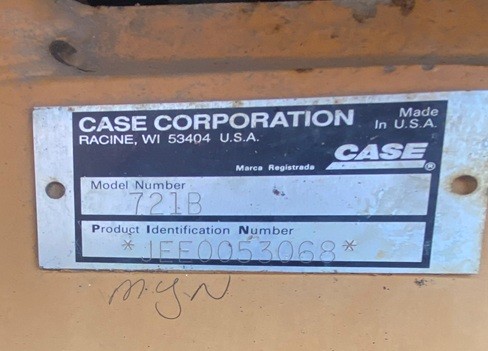 CASE CORPORATION
RACINE, WI 53404 U.S.A.
Made
In U.S.A.
Marca Registrada
CASE®
Model Number
721B
Product Identification Number
*JEE0053068*
M.Y.N